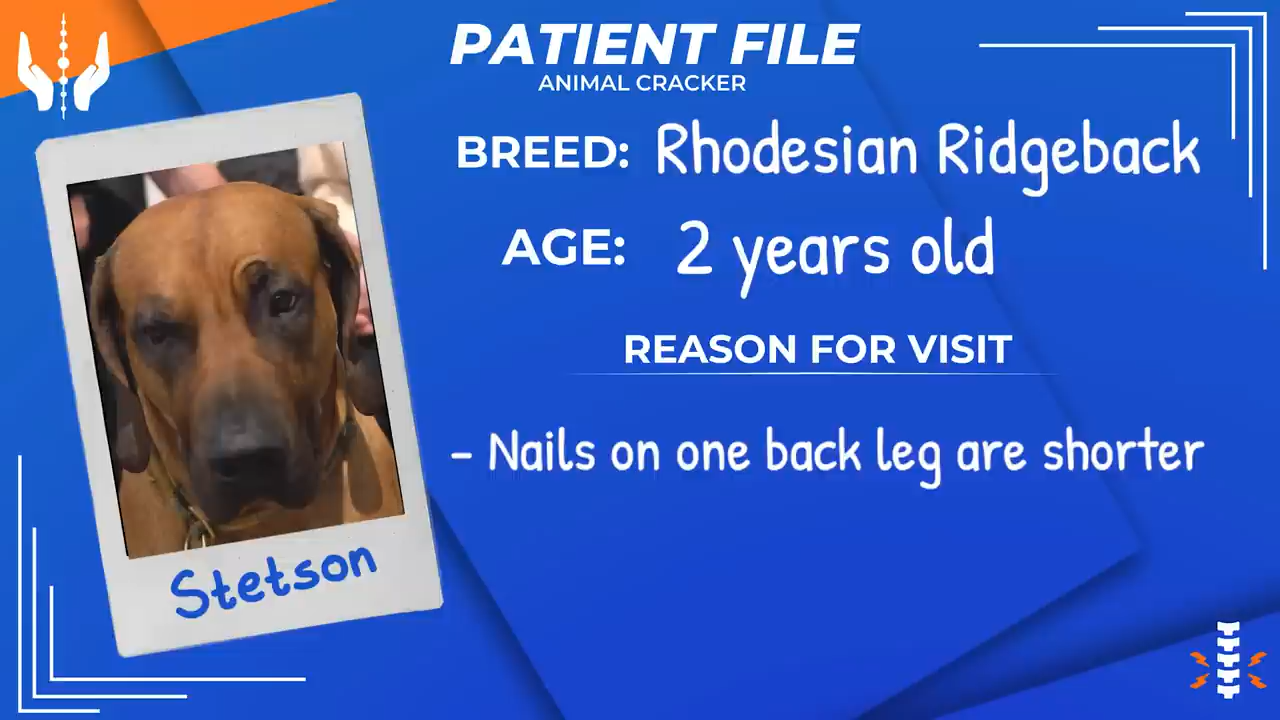 PATIENT FILE
ANIMAL CRACKER
BREED: Rhodesian Ridgeback
AGE: 2 years old
REASON FOR VISIT
- Nails on one back leg are shorter
Stetson